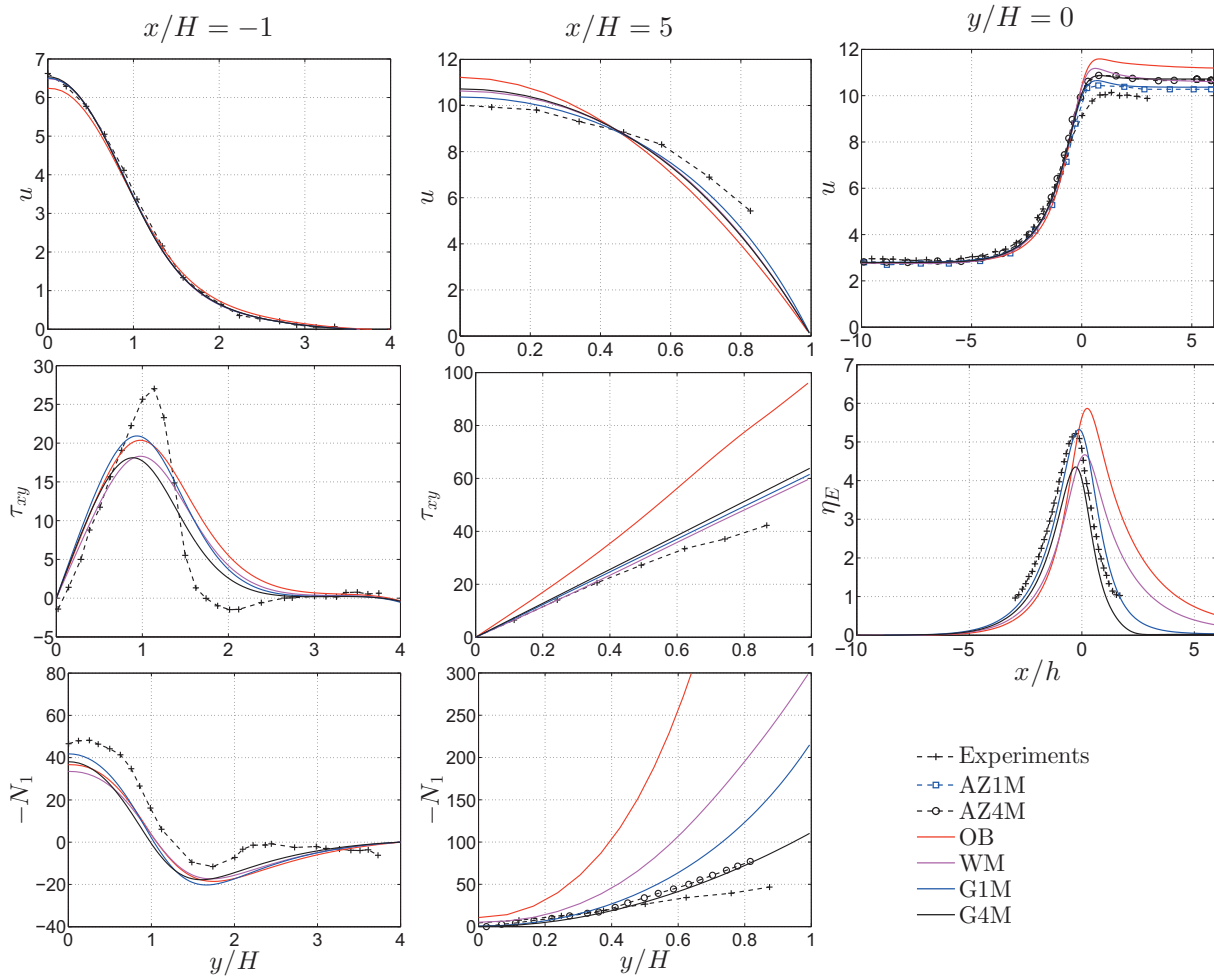 x/H = −1
x/H = 5
y/H = 0
7
6
5
4
3
2
1
0
u
0 1 2 3 4
12
10
8
6
4
2
0
u
0 0.2 0.4 0.6 0.8 1
12
10
8
6
4
2
0
u
−10 −5 0 5
30
25
20
15
10
5
0
−5
τxy
0 1 2 3 4
100
80
60
40
20
0
τxy
0 0.2 0.4 0.6 0.8 1
7
6
5
4
3
2
1
0
ηE
−10 −5 0 5
x/h
80
60
40
20
0
−20
−40
−N1
0 1 2 3 4
y/H
300
250
200
150
100
50
0
−N1
0 0.2 0.4 0.6 0.8 1
y/H
Experiments
AZ1M
AZ4M
OB
WM
G1M
G4M